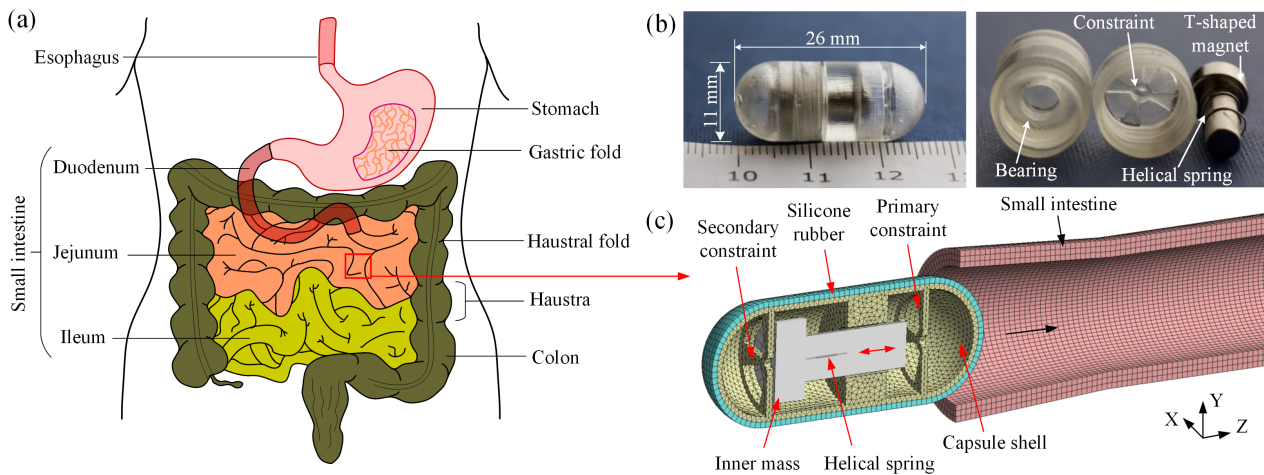 (a)
Esophagus
Stomach
Gastric fold
Duodenum
Small intestine
Jejunum
Haustral fold
Haustra
Ileum
Colon
(b)
26 mm
11 mm
10 11 12
Constraint
T-shaped
magnet
Bearing
Helical
spring
(c)
Secondary
constraint
Silicone
rubber
Primary
constraint
Small intestine
Inner mass
Helical spring
Capsule shell
X
Y
Z